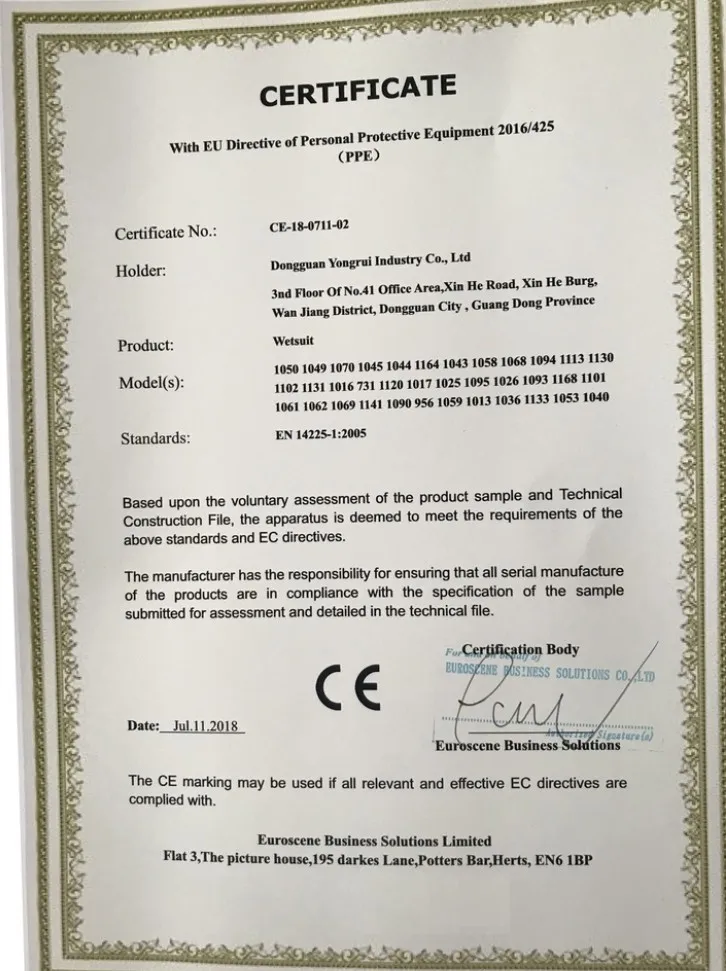 CERTIFICATE
With EU Directive of Personal Protective Equipment 2016/425
(PPE)
Certificate No.: CE-18-0711-02
Holder: Dongguan Yongrui Industry Co., Ltd
3nd Floor Of No.41 Office Area,Xin He Road, Xin He Burg,
Wan Jiang District, Dongguan City , Guang Dong Province
Product: Wetsuit
Model(s): 1050 1049 1070 1045 1044 1164 1043 1058 1068 1094 1113 1130
1102 1131 1016 731 1120 1017 1025 1095 1026 1093 1168 1101
1061 1062 1069 1141 1090 956 1059 1013 1036 1133 1053 1040
Standards: EN 14225-1:2005
Based upon the voluntary assessment of the product sample and Technical
Construction File, the apparatus is deemed to meet the requirements of the
above standards and EC directives.
The manufacturer has the responsibility for ensuring that all serial manufacture
of the products are in compliance with the specification of the sample
submitted for assessment and detailed in the technical file.
Certification Body
For and on behalf of
EUROSCENE BUSINESS SOLUTIONS CO.,LTD
CE
Date: Jul.11.2018
Authorized Signature(s)
Euroscene Business Solutions
The CE marking may be used if all relevant and effective EC directives are
complied with.
Euroscene Business Solutions Limited
Flat 3,The picture house,195 darkes Lane,Potters Bar,Herts, EN6 1BP